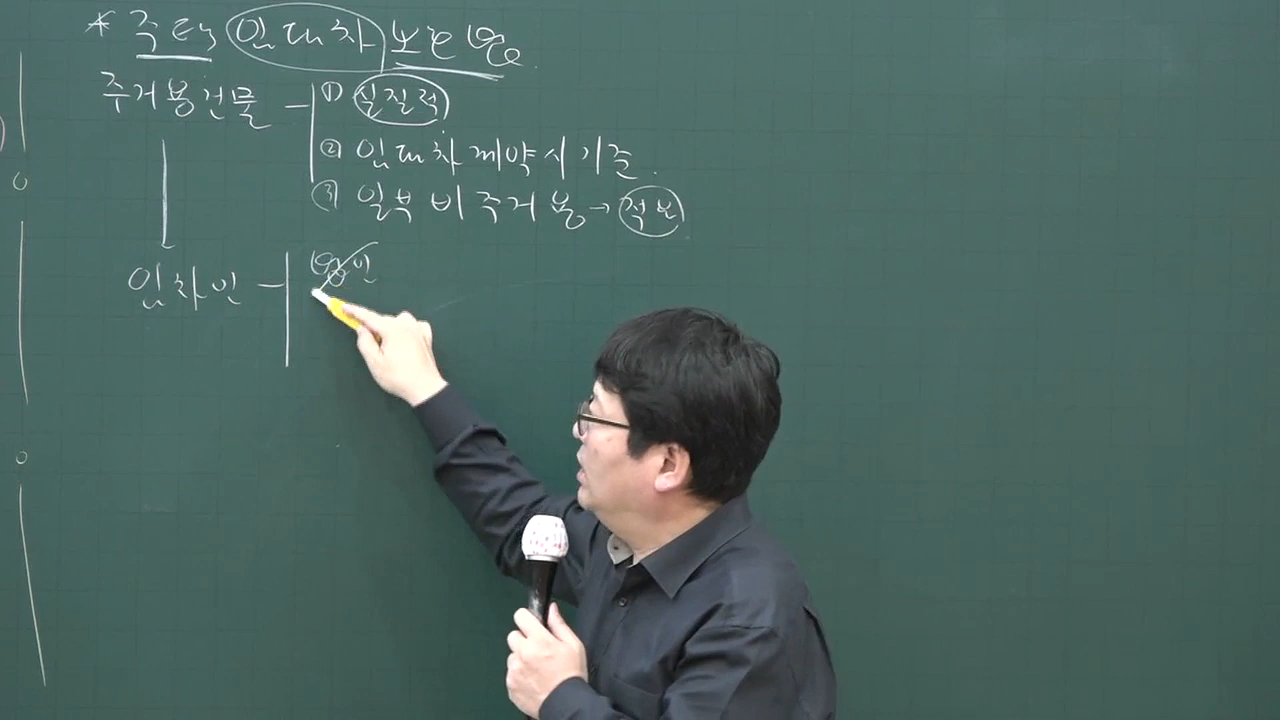 * 주택 임대차 보호법
주거용건물 - ① 실질적
② 임대차 계약시 기준.
③ 일부 비주거용 → 적용
임차인 - 법인